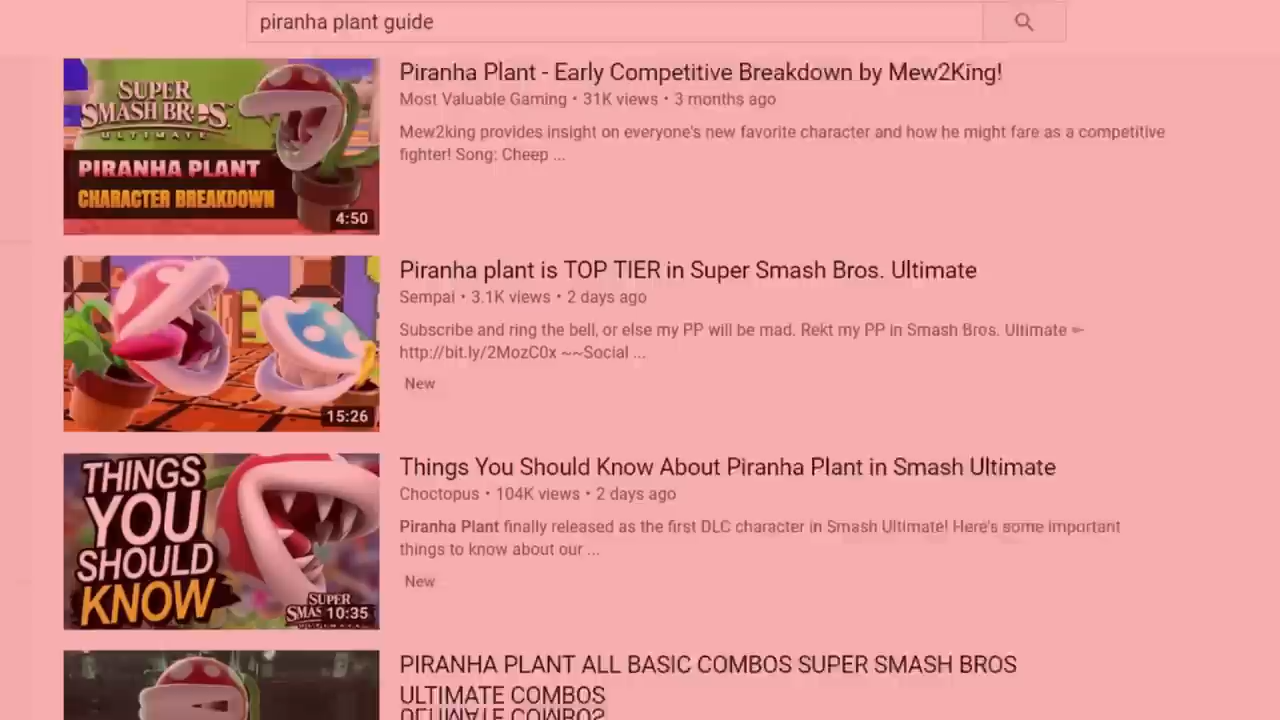 piranha plant guide
SUPER
SMASH BROS.
ULTIMATE
PIRANHA PLANT
CHARACTER BREAKDOWN
4:50
Piranha Plant - Early Competitive Breakdown by Mew2King!
Most Valuable Gaming • 31K views • 3 months ago
Mew2king provides insight on everyone's new favorite character and how he might fare as a competitive
fighter! Song: Cheep ...
15:26
Piranha plant is TOP TIER in Super Smash Bros. Ultimate
Sempai • 3.1K views • 2 days ago
Subscribe and ring the bell, or else my PP will be mad. Rekt my PP in Smash Bros. Ultimate ➽
http://bit.ly/2MozC0x ~~Social ...
New
THINGS
YOU
SHOULD
KNOW
SUPER
SMAS 10:35
Things You Should Know About Piranha Plant in Smash Ultimate
Choctopus • 104K views • 2 days ago
Piranha Plant finally released as the first DLC character in Smash Ultimate! Here's some important
things to know about our ...
New
PIRANHA PLANT ALL BASIC COMBOS SUPER SMASH BROS
ULTIMATE COMBOS